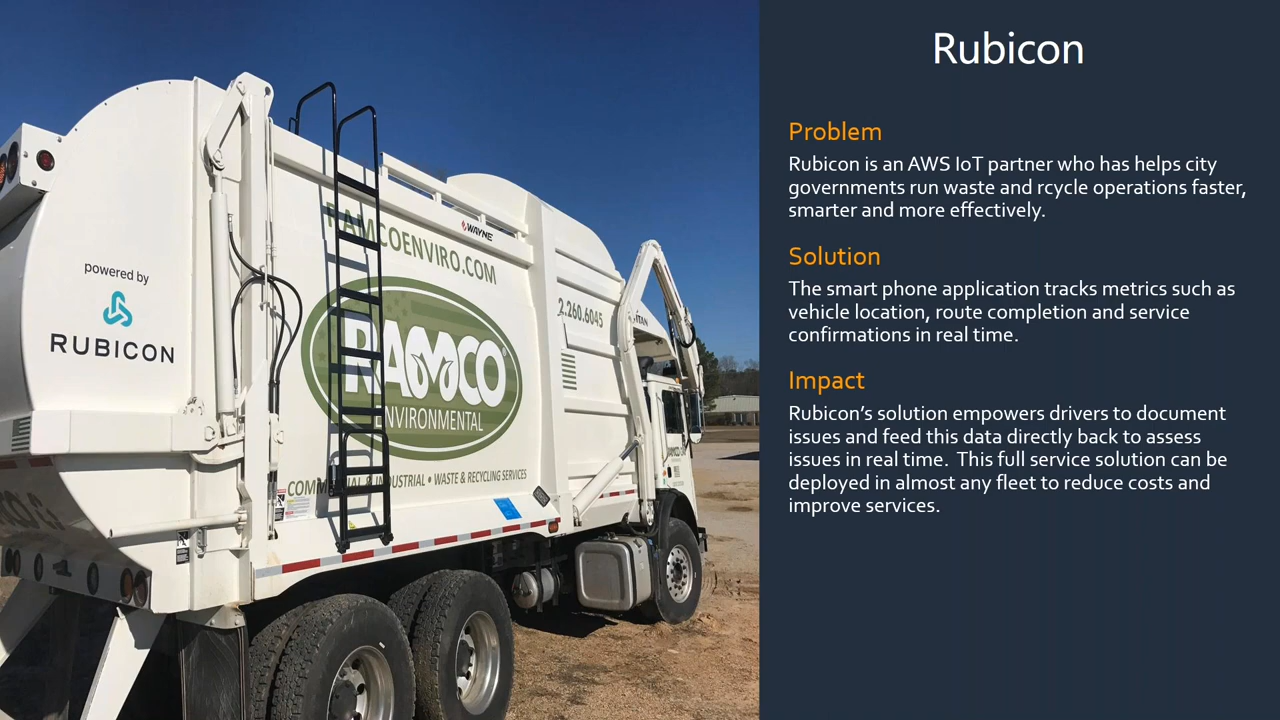 Rubicon
Problem
Rubicon is an AWS IoT partner who has helps city
governments run waste and rcycle operations faster,
smarter and more effectively.
Solution
The smart phone application tracks metrics such as
vehicle location, route completion and service
confirmations in real time.
Impact
Rubicon’s solution empowers drivers to document
issues and feed this data directly back to assess
issues in real time.  This full service solution can be
deployed in almost any fleet to reduce costs and
improve services.
powered by
RUBICON
RAMCOENVIRO.COM
WAYNE
2.260.6045
TITAN
RAMCO
ENVIRONMENTAL
COMMERCIAL & INDUSTRIAL • WASTE & RECYCLING SERVICES